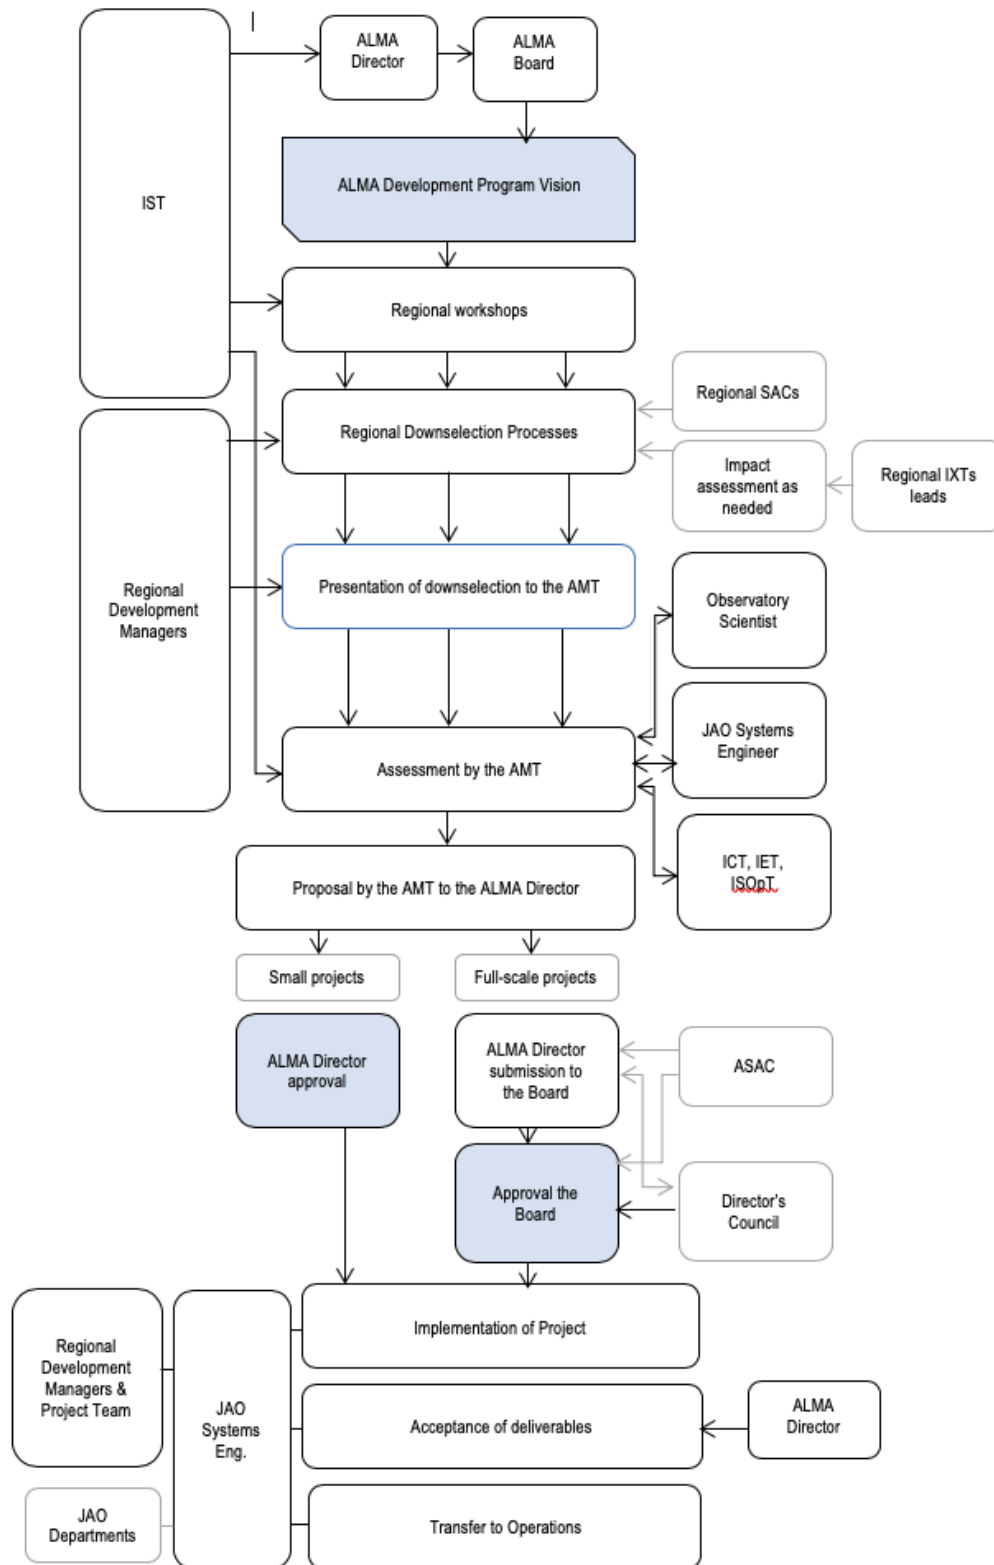 ALMA
Director
ALMA
Board
IST
ALMA Development Program Vision
Regional workshops
Regional SACs
Regional Downselection Processes
Impact
assessment as
needed
Regional IXTs
leads
Regional
Development
Managers
Presentation of downselection to the AMT
Observatory
Scientist
JAO Systems
Engineer
Assessment by the AMT
ICT, IET,
ISOpT
Proposal by the AMT to the ALMA Director
Small projects
Full-scale projects
ALMA Director
approval
ALMA Director
submission to
the Board
ASAC
Approval the
Board
Director's
Council
Implementation of Project
Regional
Development
Managers &
Project Team
JAO
Systems
Eng.
Acceptance of deliverables
ALMA
Director
JAO
Departments
Transfer to Operations